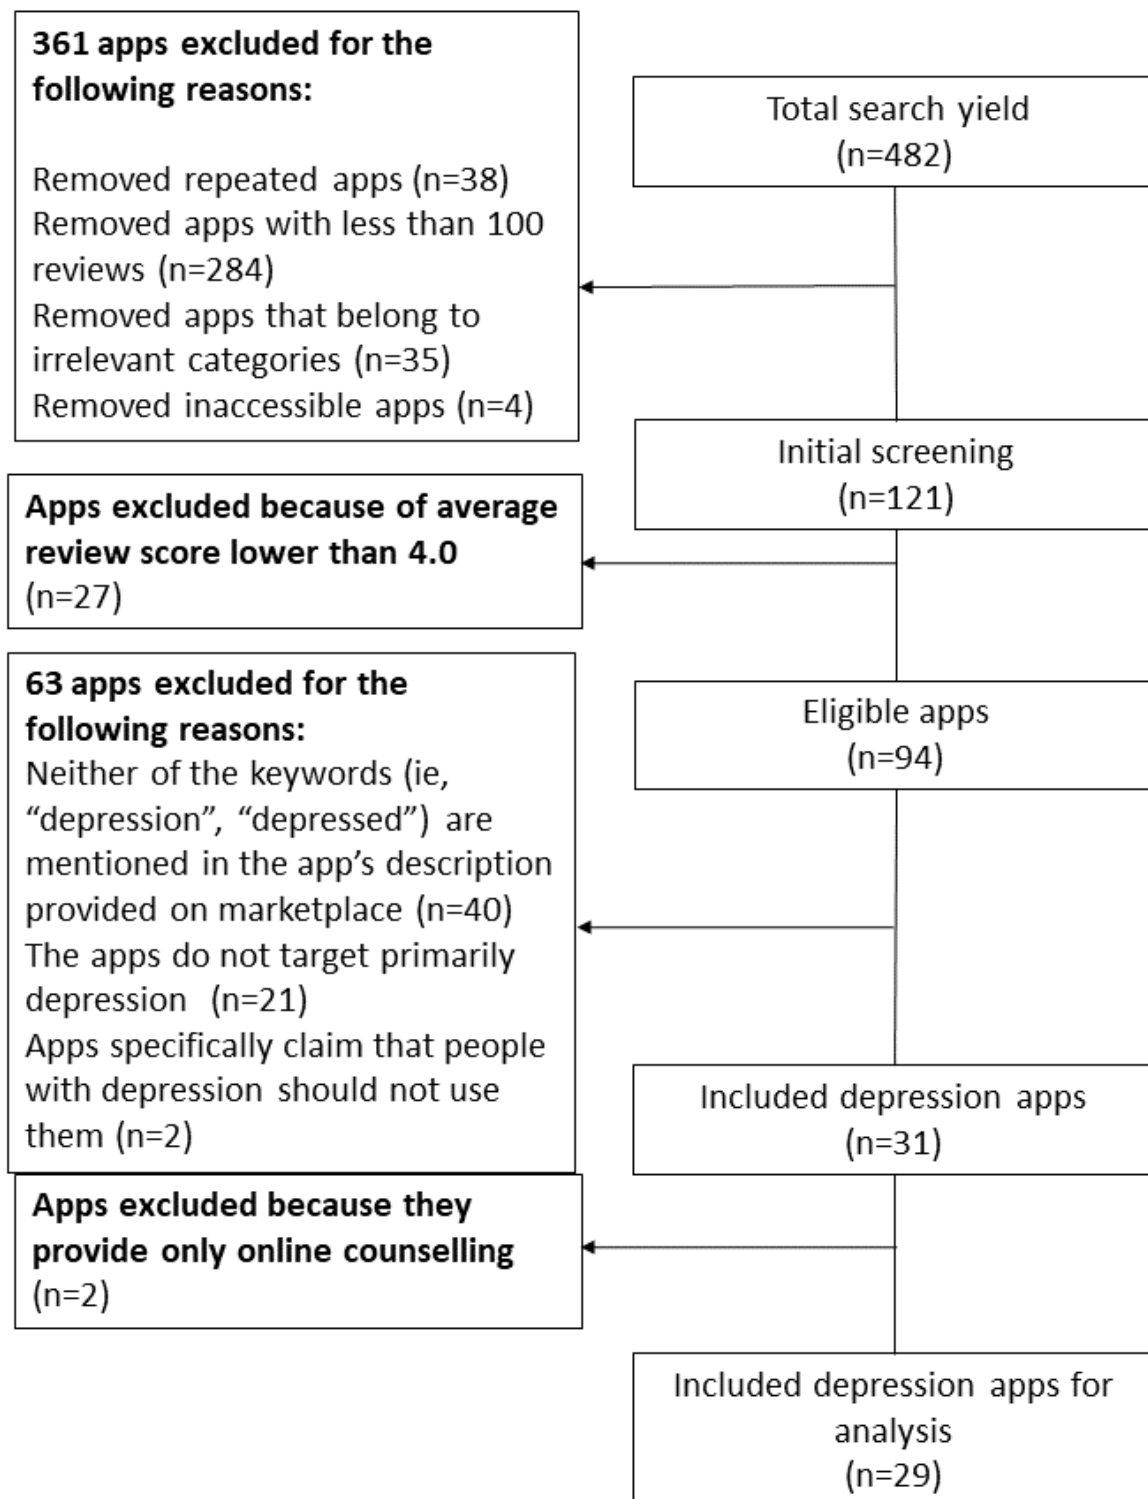 361 apps excluded for the
following reasons:
Removed repeated apps (n=38)
Removed apps with less than 100
reviews (n=284)
Removed apps that belong to
irrelevant categories (n=35)
Removed inaccessible apps (n=4)
Total search yield
(n=482)
Initial screening
(n=121)
Apps excluded because of average
review score lower than 4.0
(n=27)
Eligible apps
(n=94)
63 apps excluded for the
following reasons:
Neither of the keywords (ie,
“depression”, “depressed”) are
mentioned in the app’s description
provided on marketplace (n=40)
The apps do not target primarily
depression (n=21)
Apps specifically claim that people
with depression should not use
them (n=2)
Included depression apps
(n=31)
Apps excluded because they
provide only online counselling
(n=2)
Included depression apps for
analysis
(n=29)